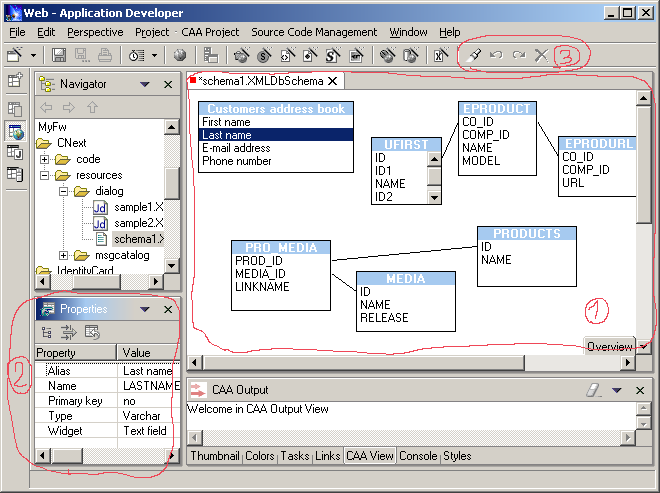 Web - Application Developer
File Edit Perspective Project CAA Project Source Code Management Window Help
3
Navigator
MyFw
CNext
code
resources
dialog
sample1.X
sample2.X
schema1.X
msgcatalog
IdentityCard
*schema1.XMLDbSchema
Customers address book
First name
Last name
E-mail address
Phone number
UFIRST
ID
ID1
NAME
ID2
EPRODUCT
CO_ID
COMP_ID
NAME
MODEL
EPRODURL
CO_ID
COMP_ID
URL
PRO_MEDIA
PROD_ID
MEDIA_ID
LINKNAME
MEDIA
ID
NAME
RELEASE
PRODUCTS
ID
NAME
1
Overview
2
Properties
Property Value
Alias Last name
Name LASTNAME
Primary key no
Type Varchar
Widget Text field
CAA Output
Welcome in CAA Output View
Thumbnail Colors Tasks Links CAA View Console Styles